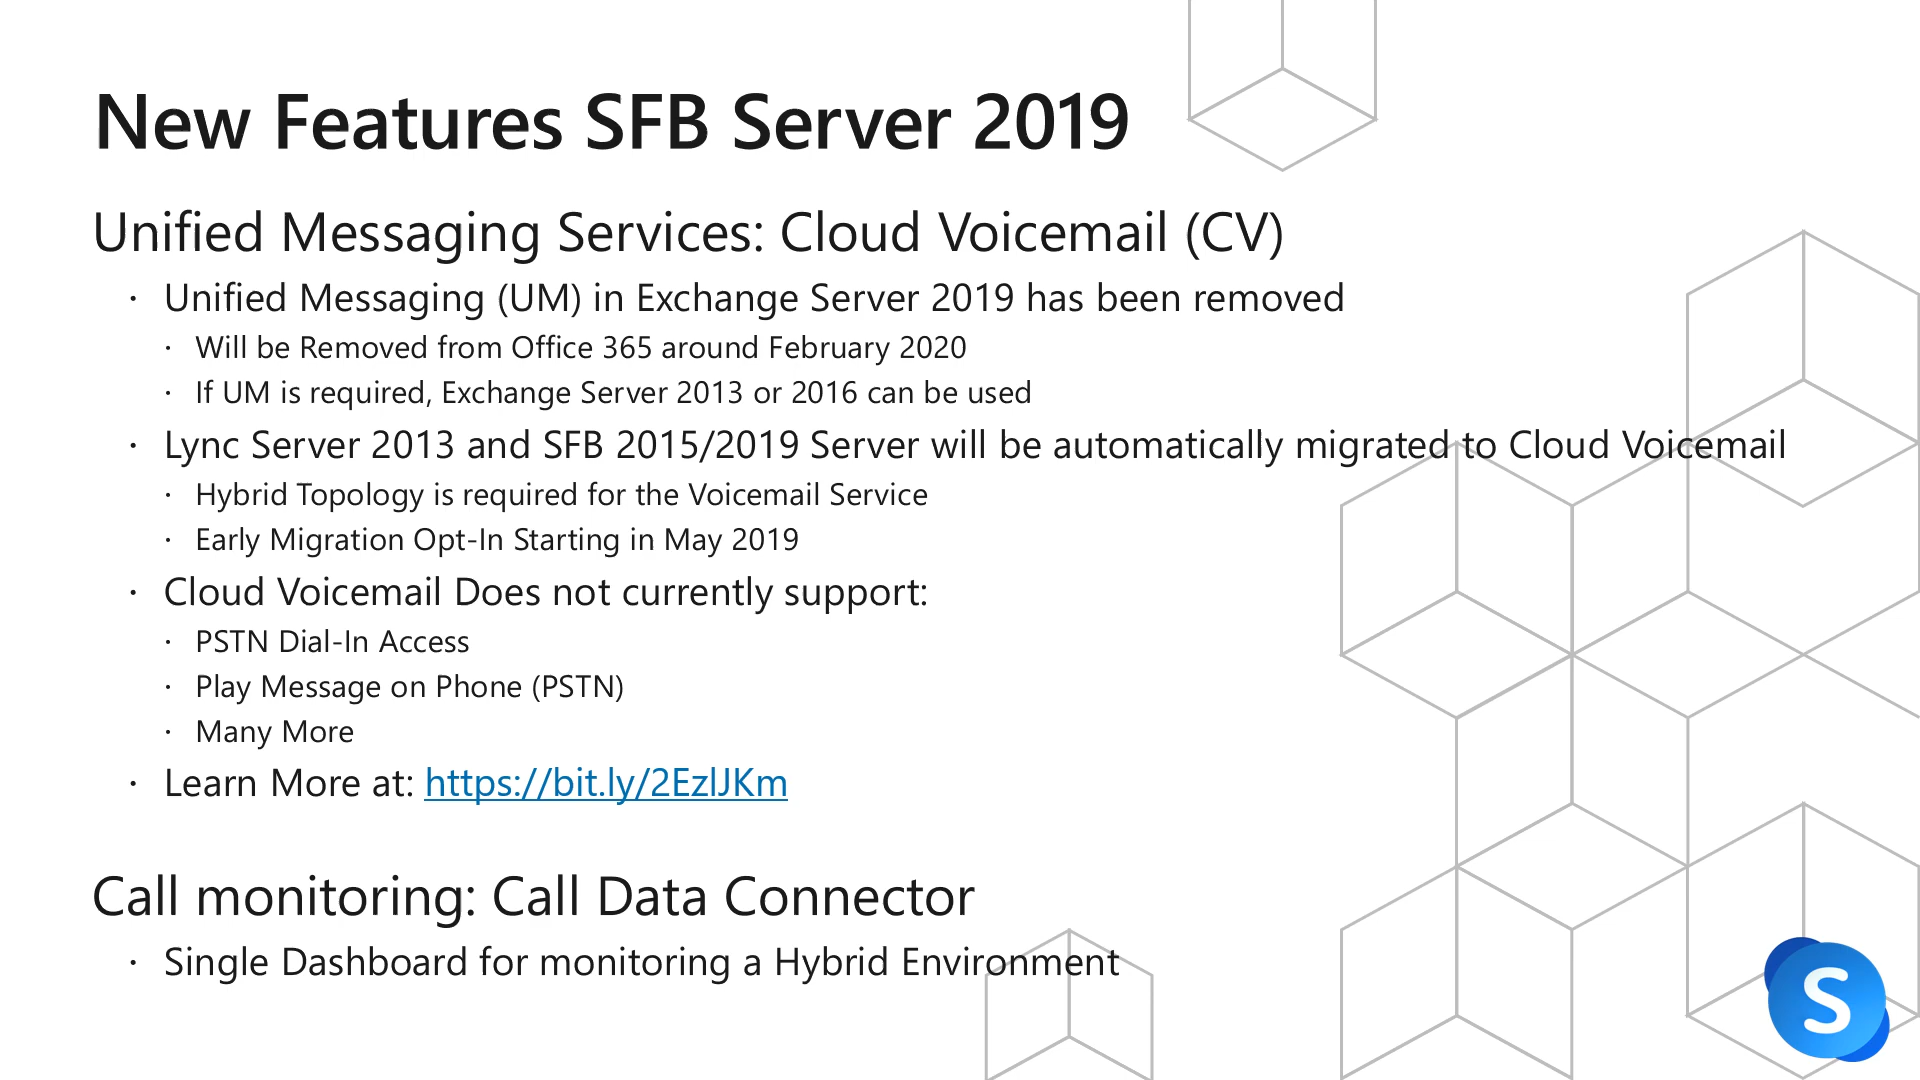 New Features SFB Server 2019
Unified Messaging Services: Cloud Voicemail (CV)
· Unified Messaging (UM) in Exchange Server 2019 has been removed
· Will be Removed from Office 365 around February 2020
· If UM is required, Exchange Server 2013 or 2016 can be used
· Lync Server 2013 and SFB 2015/2019 Server will be automatically migrated to Cloud Voicemail
· Hybrid Topology is required for the Voicemail Service
· Early Migration Opt-In Starting in May 2019
· Cloud Voicemail Does not currently support:
· PSTN Dial-In Access
· Play Message on Phone (PSTN)
· Many More
· Learn More at: https://bit.ly/2EzlJKm
Call monitoring: Call Data Connector
· Single Dashboard for monitoring a Hybrid Environment
S